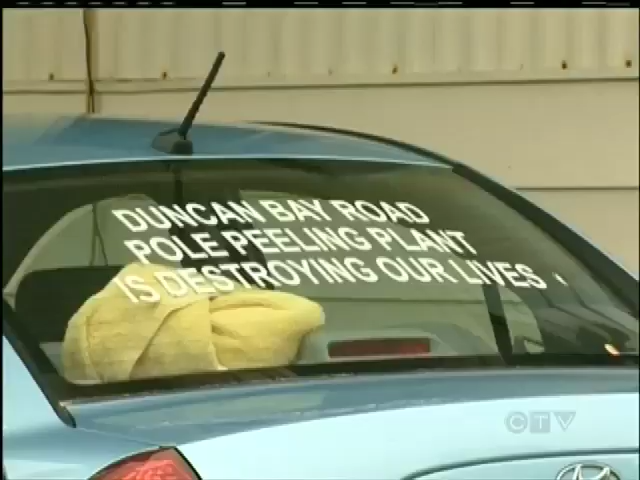 DUNCAN BAY ROAD
POLE PEELING PLANT
IS DESTROYING OUR LIVES
CTV